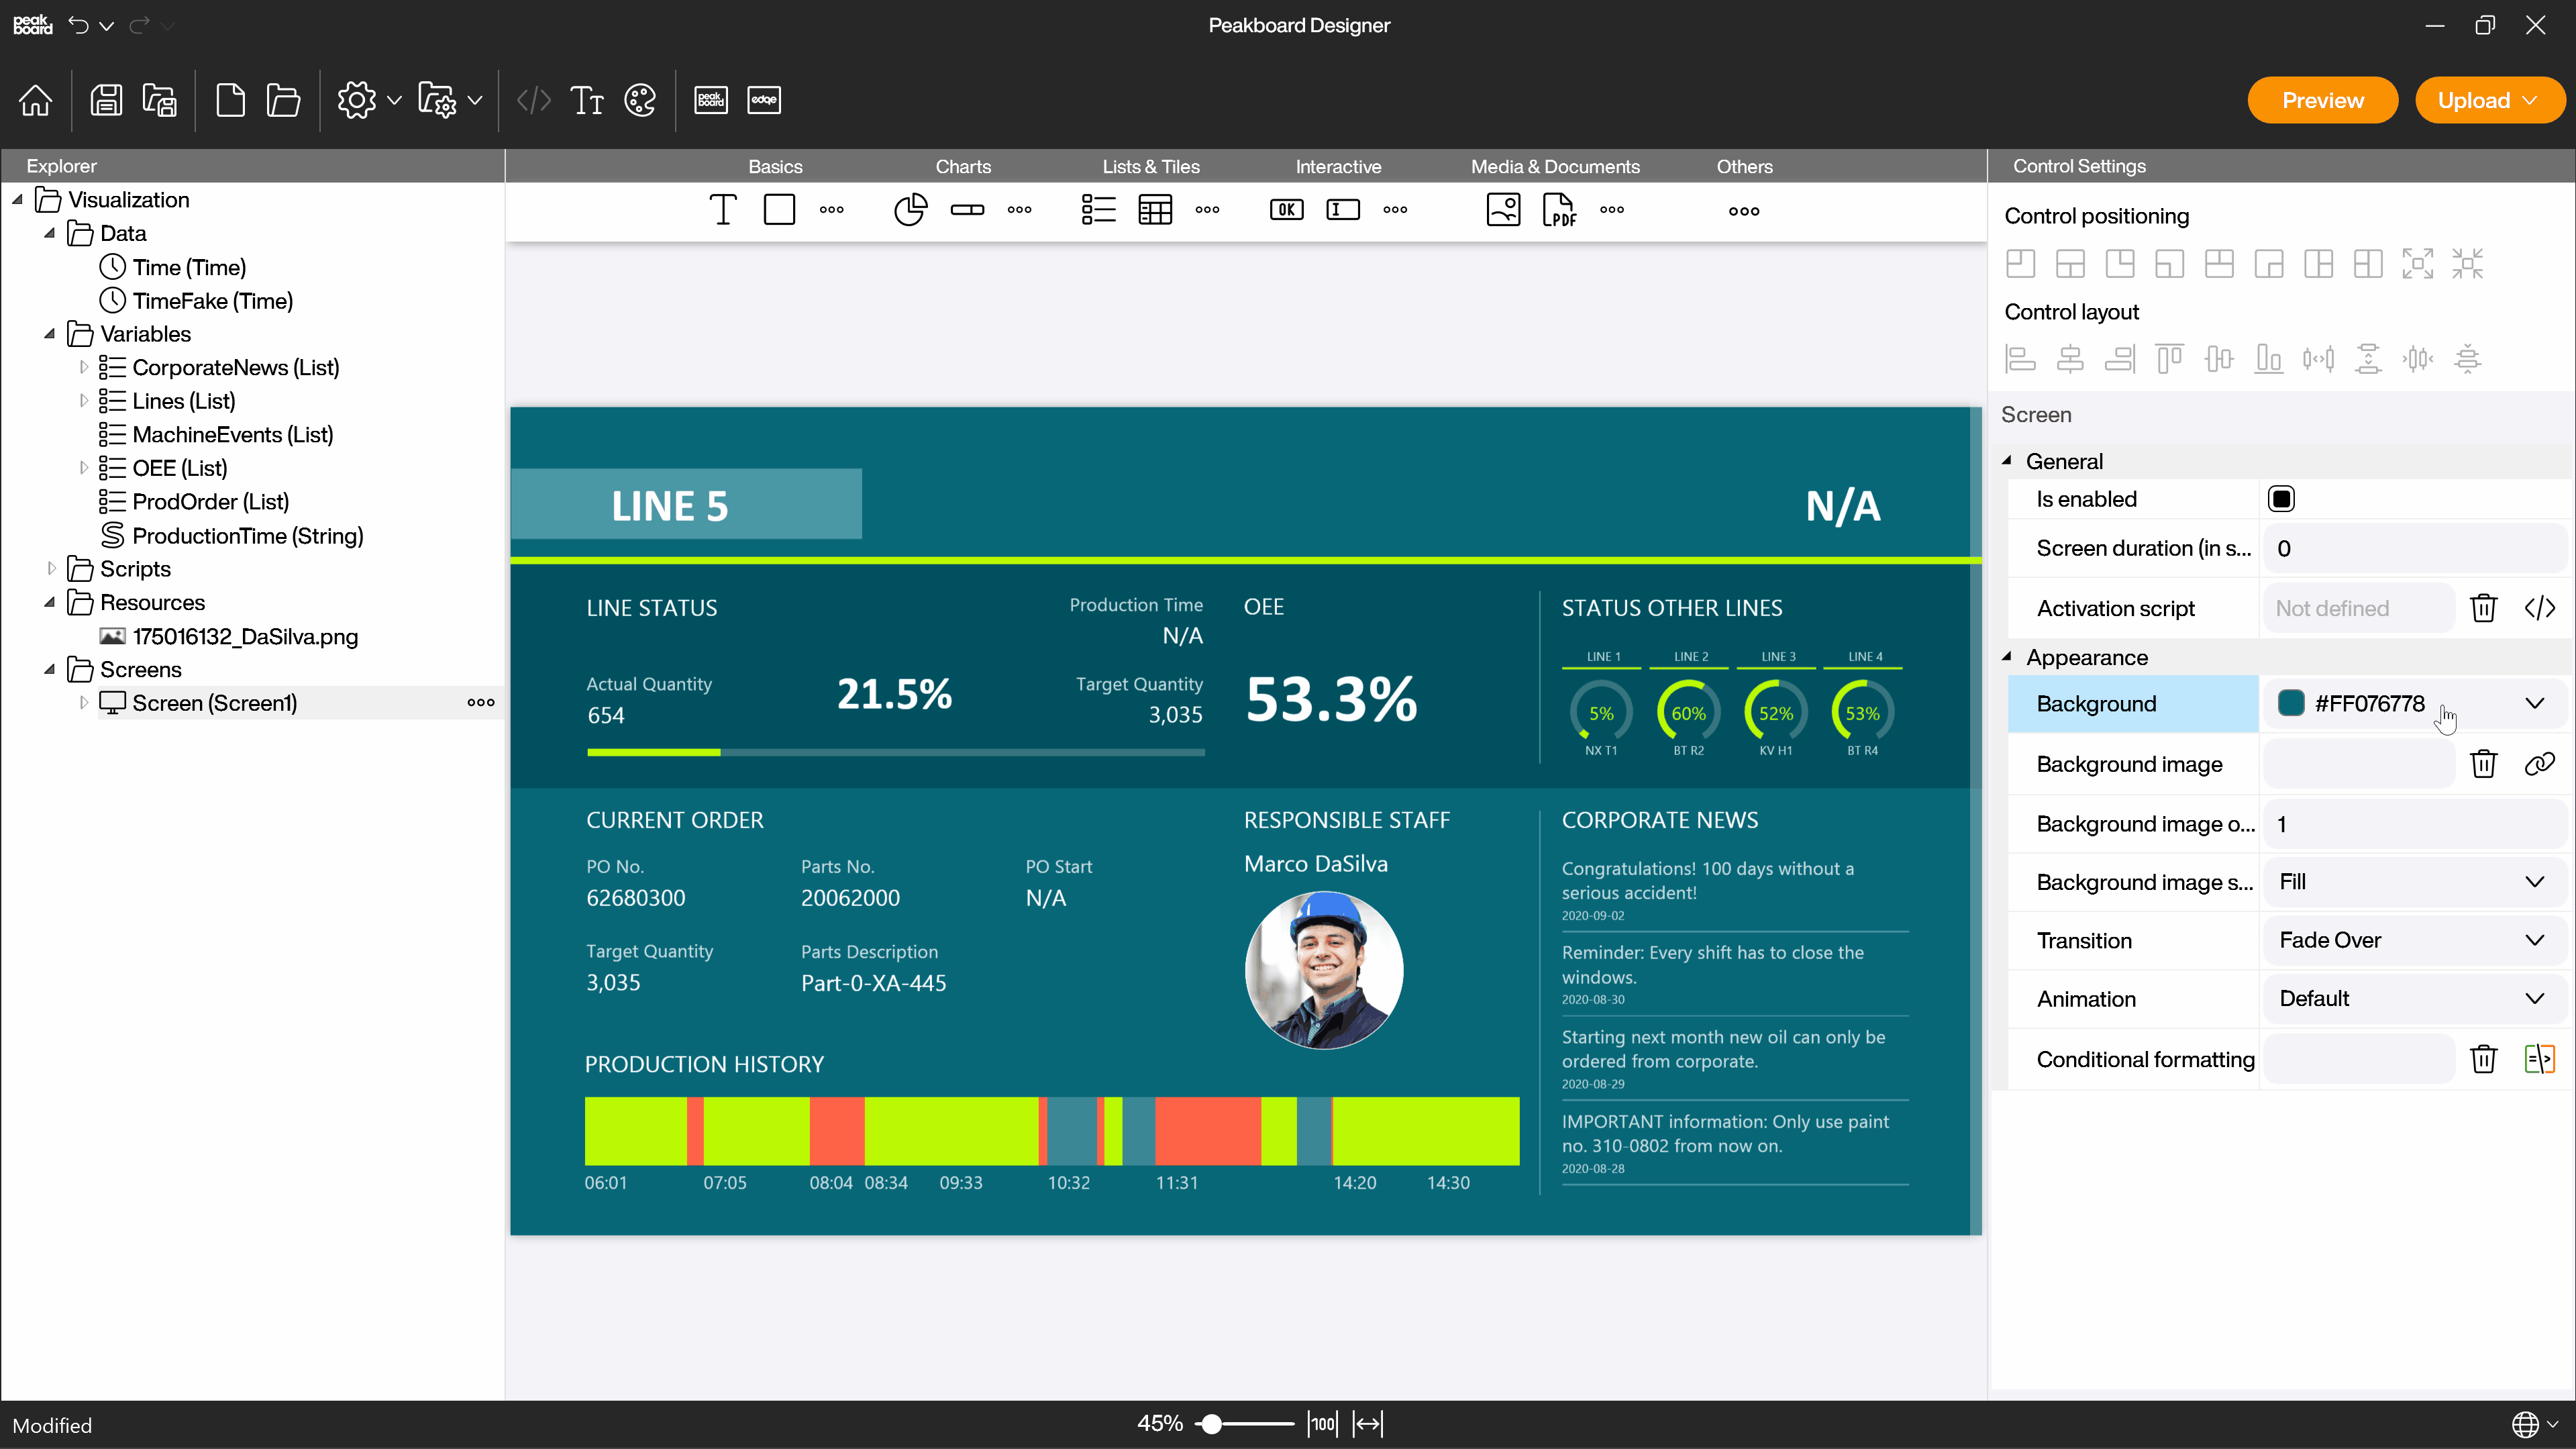 peak
board
Peakboard Designer
peak
board
edge
Preview
Upload
Explorer
Basics
Charts
Lists & Tiles
Interactive
Media & Documents
Others
Control Settings
OK
I
PDF
Visualization
Data
Time (Time)
TimeFake (Time)
Variables
CorporateNews (List)
Lines (List)
MachineEvents (List)
OEE (List)
ProdOrder (List)
ProductionTime (String)
Scripts
Resources
175016132_DaSilva.png
Screens
Screen (Screen1)
LINE 5
N/A
LINE STATUS
Production Time
N/A
Actual Quantity
654
21.5%
Target Quantity
3,035
OEE
53.3%
STATUS OTHER LINES
LINE 1
LINE 2
LINE 3
LINE 4
5%
60%
52%
53%
NX T1
BT R2
KV H1
BT R4
CURRENT ORDER
PO No.
62680300
Parts No.
20062000
PO Start
N/A
Target Quantity
3,035
Parts Description
Part-0-XA-445
RESPONSIBLE STAFF
Marco DaSilva
CORPORATE NEWS
Congratulations! 100 days without a
serious accident!
2020-09-02
Reminder: Every shift has to close the
windows.
2020-08-30
Starting next month new oil can only be
ordered from corporate.
2020-08-29
IMPORTANT information: Only use paint
no. 310-0802 from now on.
2020-08-28
PRODUCTION HISTORY
06:01
07:05
08:04
08:34
09:33
10:32
11:31
14:20
14:30
Control positioning
Control layout
Screen
General
Is enabled
Screen duration (in s...
0
Activation script
Not defined
Appearance
Background
#FF076778
Background image
Background image o...
1
Background image s...
Fill
Transition
Fade Over
Animation
Default
Conditional formatting
Modified
45%
100